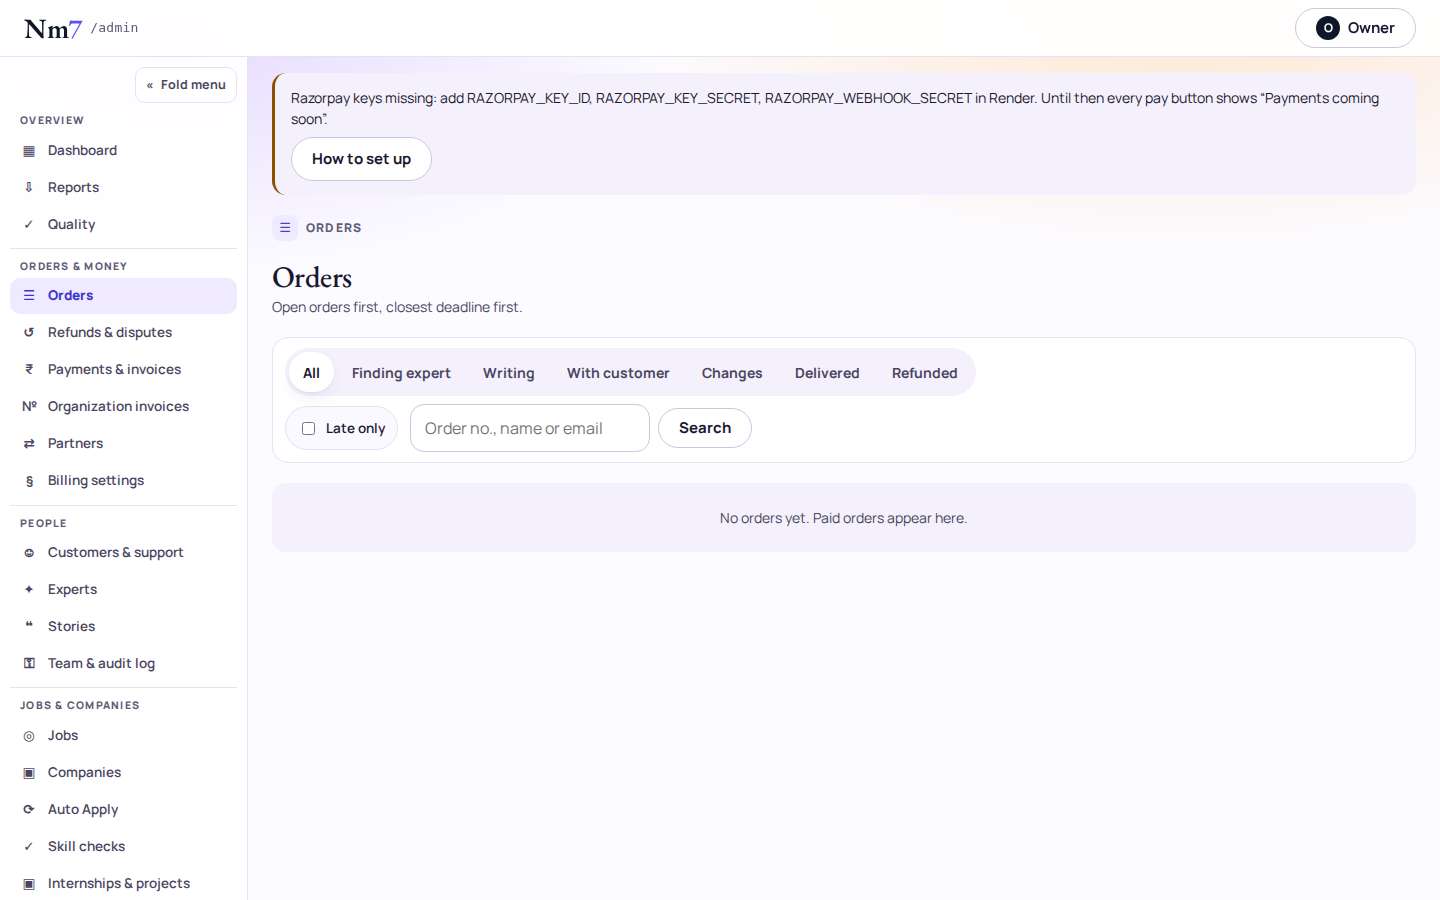 Nm7 /admin
O Owner
« Fold menu
OVERVIEW
Dashboard
Reports
✓ Quality
ORDERS & MONEY
☰ Orders
↺ Refunds & disputes
₹ Payments & invoices
Nº Organization invoices
⇄ Partners
§ Billing settings
PEOPLE
Customers & support
✦ Experts
❝ Stories
Team & audit log
JOBS & COMPANIES
◎ Jobs
▣ Companies
⟳ Auto Apply
✓ Skill checks
▣ Internships & projects
Razorpay keys missing: add RAZORPAY_KEY_ID, RAZORPAY_KEY_SECRET, RAZORPAY_WEBHOOK_SECRET in Render. Until then every pay button shows “Payments coming
soon”.
How to set up
☰ ORDERS
Orders
Open orders first, closest deadline first.
All Finding expert Writing With customer Changes Delivered Refunded
Late only Order no., name or email Search
No orders yet. Paid orders appear here.